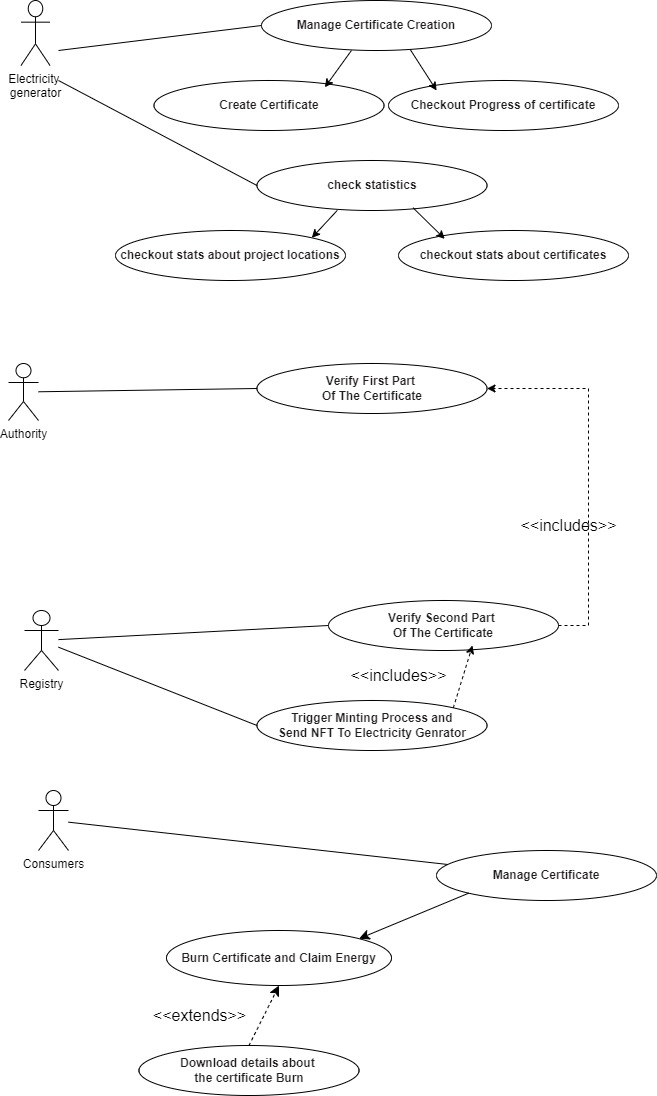 Manage Certificate Creation
Electricity
generator
Create Certificate
Checkout Progress of certificate
check statistics
checkout stats about project locations
checkout stats about certificates
Verify First Part
Of The Certificate
Authority
<<includes>>
Verify Second Part
Of The Certificate
Registry
<<includes>>
Trigger Minting Process and
Send NFT To Electricity Genrator
Consumers
Manage Certificate
Burn Certificate and Claim Energy
<<extends>>
Download details about
the certificate Burn